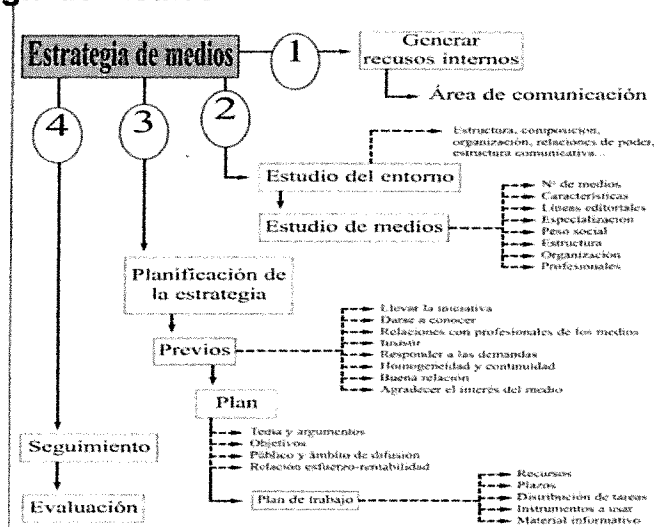 Estrategia de medios
1
Generar
recusos internos
Área de comunicación
4
3
2
Estructura, composición,
organización, relaciones de poder,
estructura comunicativa...
Estudio del entorno
Estudio de medios
Nº de medios
Características
Líneas editoriales
Especialización
Peso social
Estructura
Organización
Profesionales
Planificación de
la estrategia
Previos
Llevar la iniciativa
Darse a conocer
Relaciones con profesionales de los medios
Insistir
Responder a las demandas
Homogeneidad y continuidad
Buena relación
Agradecer el interés del medio
Plan
Tema y argumentos
Objetivos
Público y ámbito de difusión
Relación esfuerzo-rentabilidad
Plan de trabajo
Recursos
Plazos
Distribución de tareas
Instrumentos a usar
Material informativo
Seguimiento
Evaluación